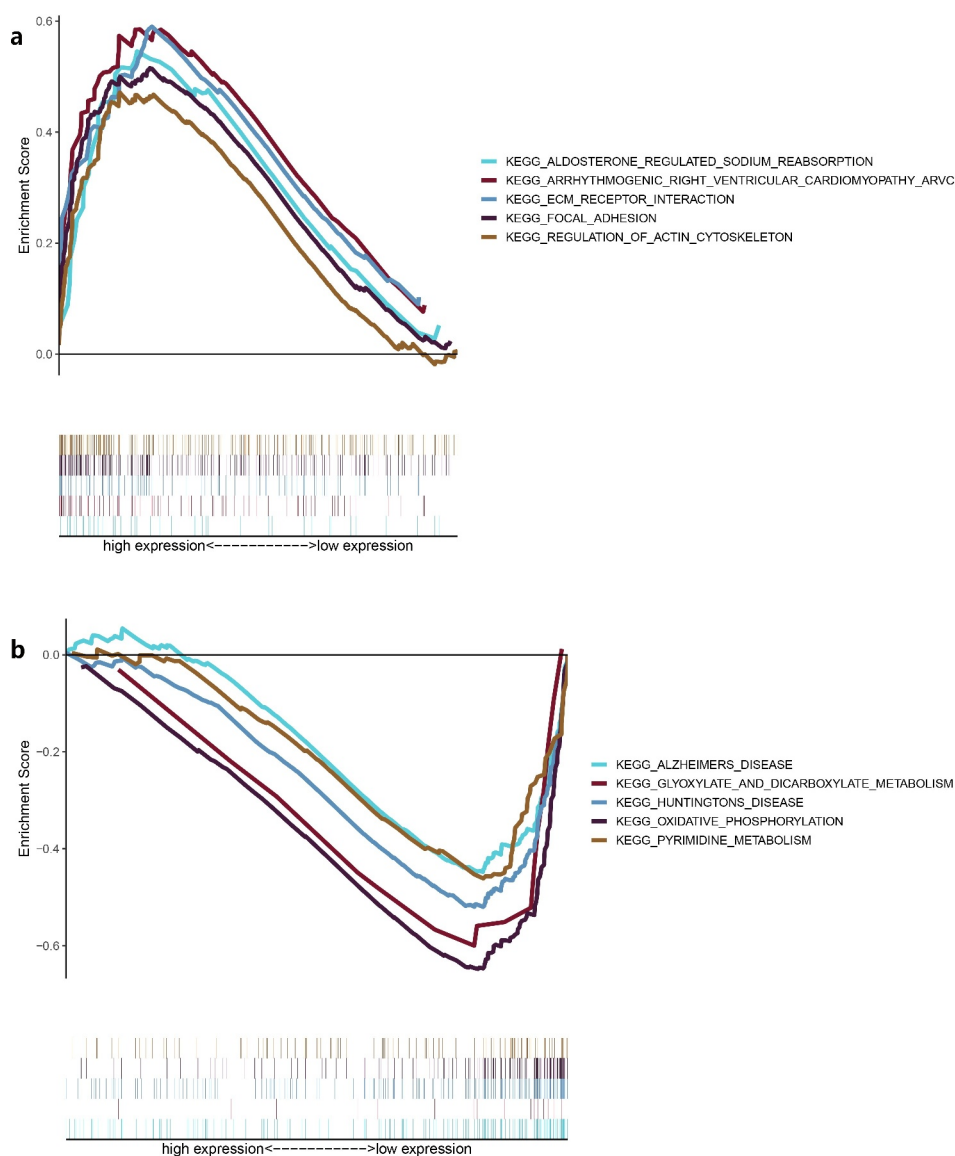 a
0.6
0.4
0.2
0.0
Enrichment Score
KEGG_ALDOSTERONE_REGULATED_SODIUM_REABSORPTION
KEGG_ARRHYTHMOGENIC_RIGHT_VENTRICULAR_CARDIOMYOPATHY_ARVC
KEGG_ECM_RECEPTOR_INTERACTION
KEGG_FOCAL_ADHESION
KEGG_REGULATION_OF_ACTIN_CYTOSKELETON
high expression<----------->low expression
b
0.0
−0.2
−0.4
−0.6
Enrichment Score
KEGG_ALZHEIMERS_DISEASE
KEGG_GLYOXYLATE_AND_DICARBOXYLATE_METABOLISM
KEGG_HUNTINGTONS_DISEASE
KEGG_OXIDATIVE_PHOSPHORYLATION
KEGG_PYRIMIDINE_METABOLISM
high expression<----------->low expression